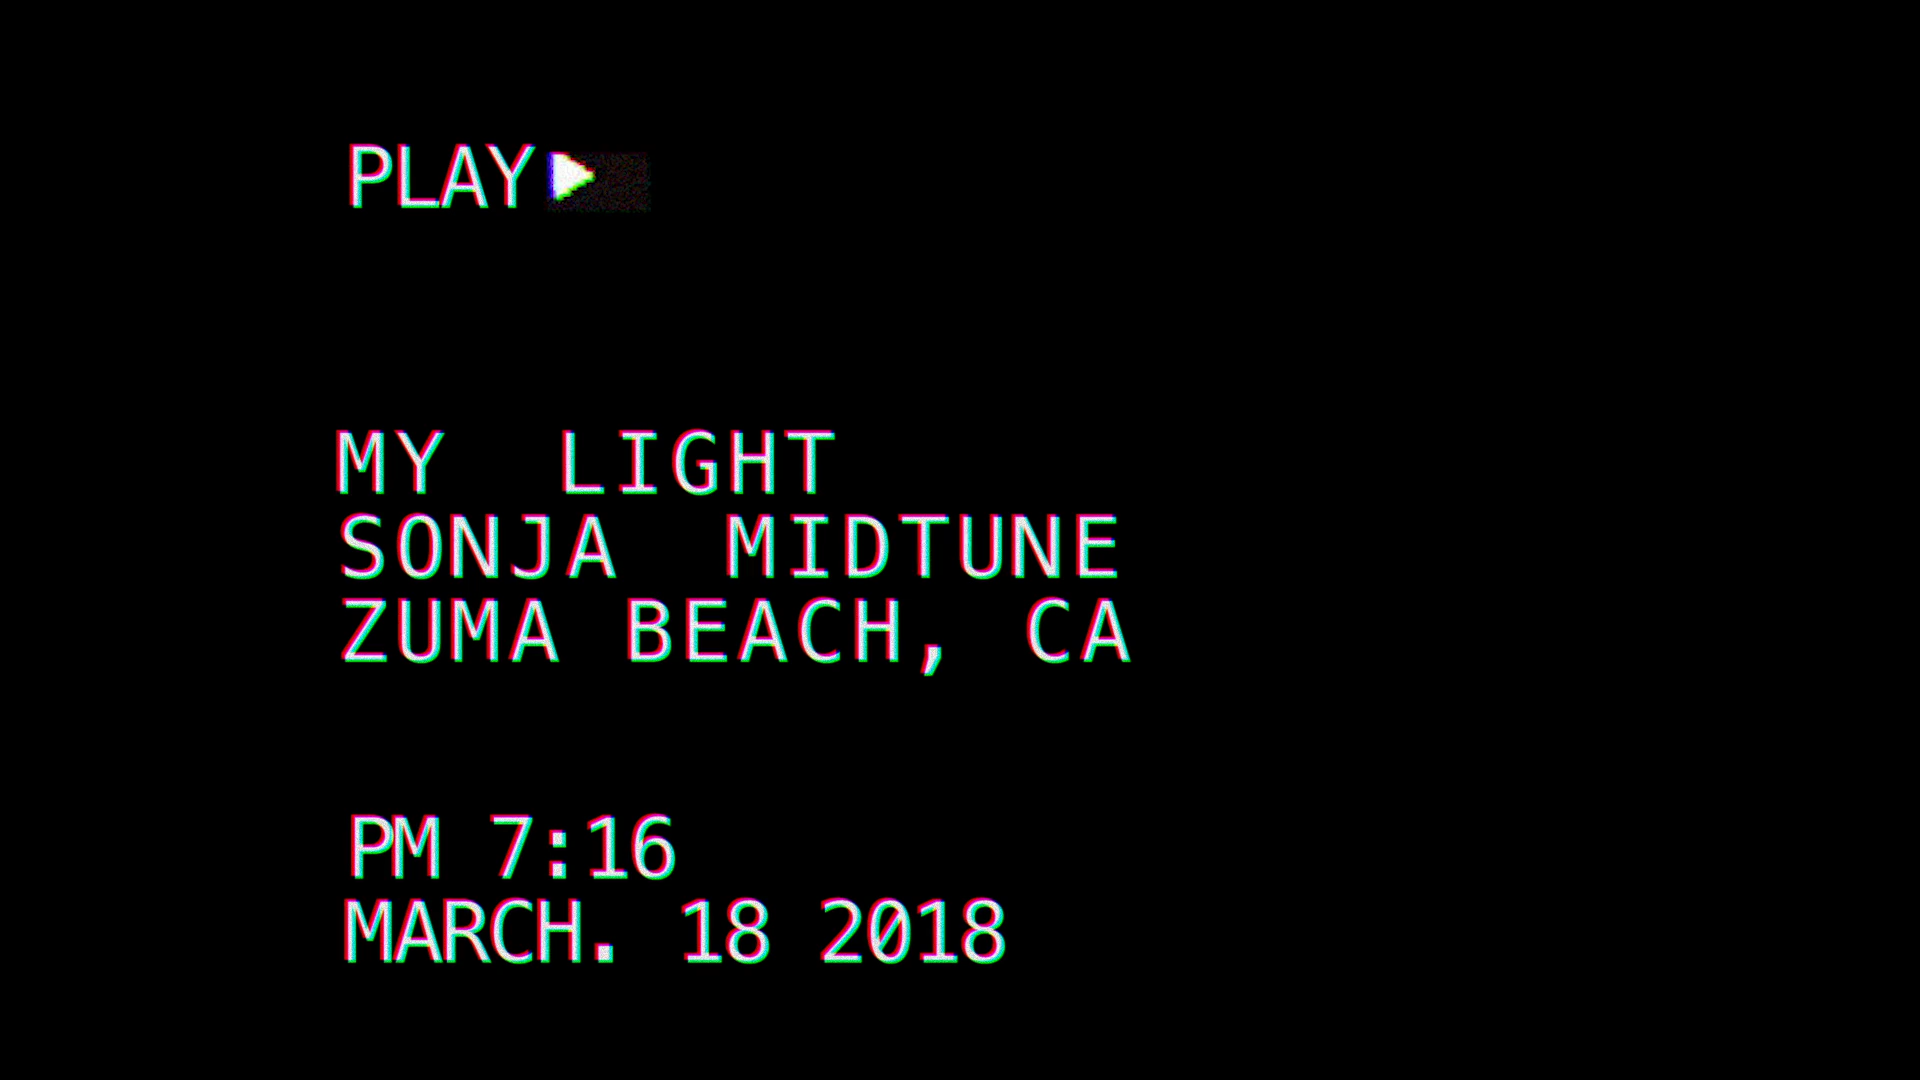 PLAY
MY LIGHT
SONJA MIDTUNE
ZUMA BEACH, CA
PM 7:16
MARCH. 18 2018